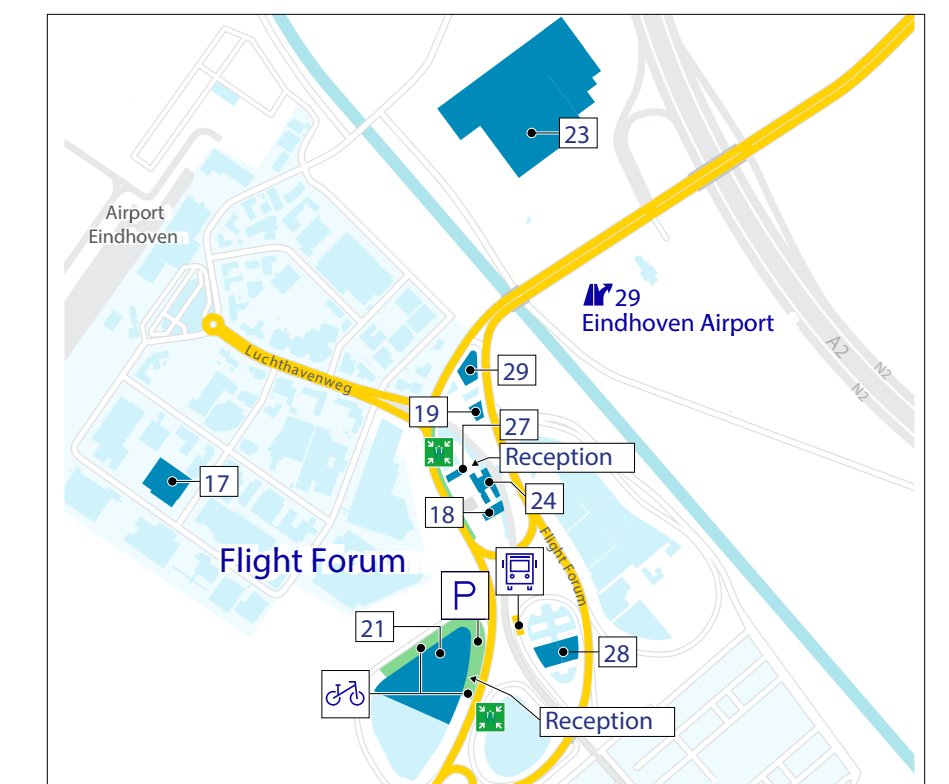 23
Airport
Eindhoven
29
Eindhoven Airport
A2
N2
N2
Luchthavenweg
29
19
27
Reception
17
24
18
Flight Forum
Flight Forum
P
21
28
Reception